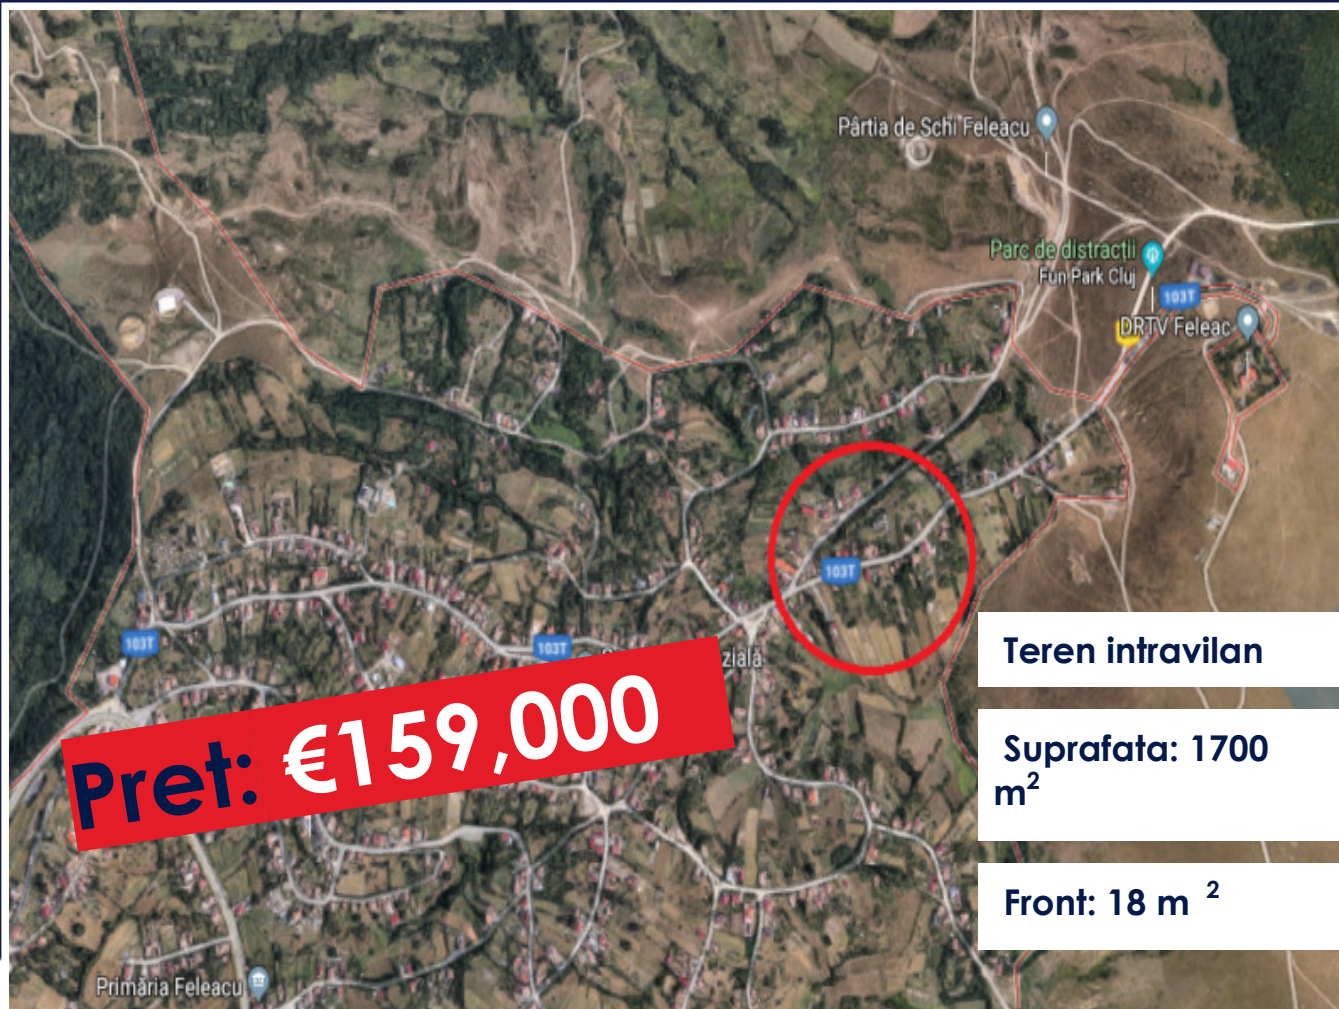 Pârtia de Schi Feleacu
Parc de distracții
Fun Park Cluj
103T
DRTV Feleac
103T
103T
103T
zială
Teren intravilan
Pret: €159,000
Suprafata: 1700
m²
Front: 18 m ²
Primăria Feleacu